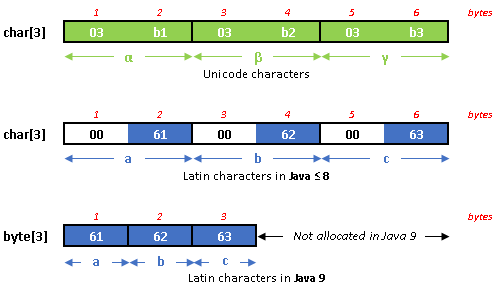 1 2 3 4 5 6 bytes
char[3] 03 b1 03 b2 03 b3
α β γ
Unicode characters
1 2 3 4 5 6 bytes
char[3] 00 61 00 62 00 63
a b c
Latin characters in Java ≤ 8
1 2 3 bytes
byte[3] 61 62 63 Not allocated in Java 9
a b c
Latin characters in Java 9